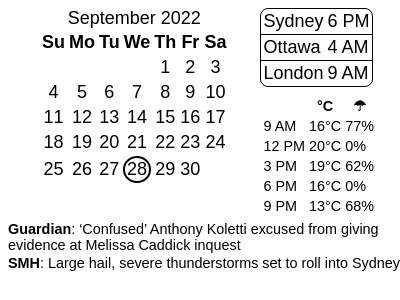 September 2022
Su Mo Tu We Th Fr Sa
1 2 3
4 5 6 7 8 9 10
11 12 13 14 15 16 17
18 19 20 21 22 23 24
25 26 27 28 29 30
Sydney 6 PM
Ottawa 4 AM
London 9 AM
°C ☂
9 AM 16°C 77%
12 PM 20°C 0%
3 PM 19°C 62%
6 PM 16°C 0%
9 PM 13°C 68%
Guardian: ‘Confused’ Anthony Koletti excused from giving
evidence at Melissa Caddick inquest
SMH: Large hail, severe thunderstorms set to roll into Sydney